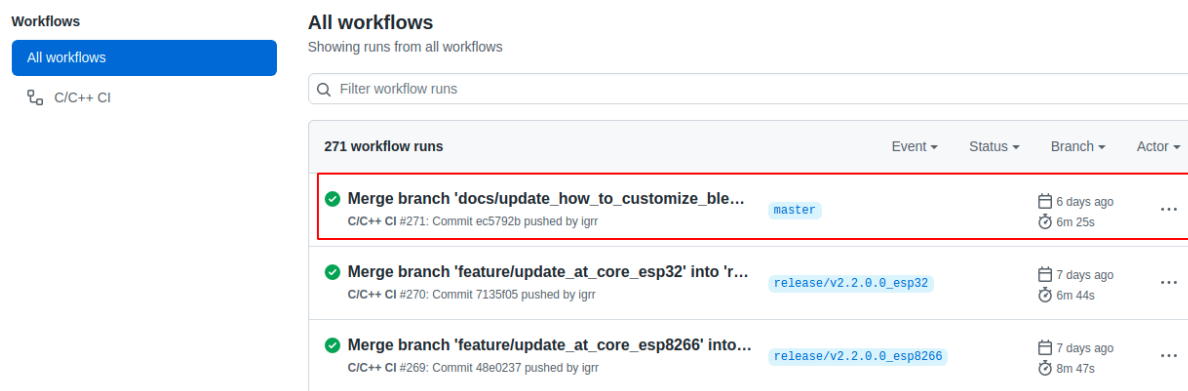 Workflows
All workflows
C/C++ CI
All workflows
Showing runs from all workflows
Filter workflow runs
271 workflow runs Event Status Branch Actor
Merge branch 'docs/update_how_to_customize_ble…
C/C++ CI #271: Commit ec5792b pushed by igrr
master
6 days ago
6m 25s
Merge branch 'feature/update_at_core_esp32' into 'r…
C/C++ CI #270: Commit 7135f05 pushed by igrr
release/v2.2.0.0_esp32
7 days ago
6m 44s
Merge branch 'feature/update_at_core_esp8266' into…
C/C++ CI #269: Commit 48e0237 pushed by igrr
release/v2.2.0.0_esp8266
7 days ago
8m 47s